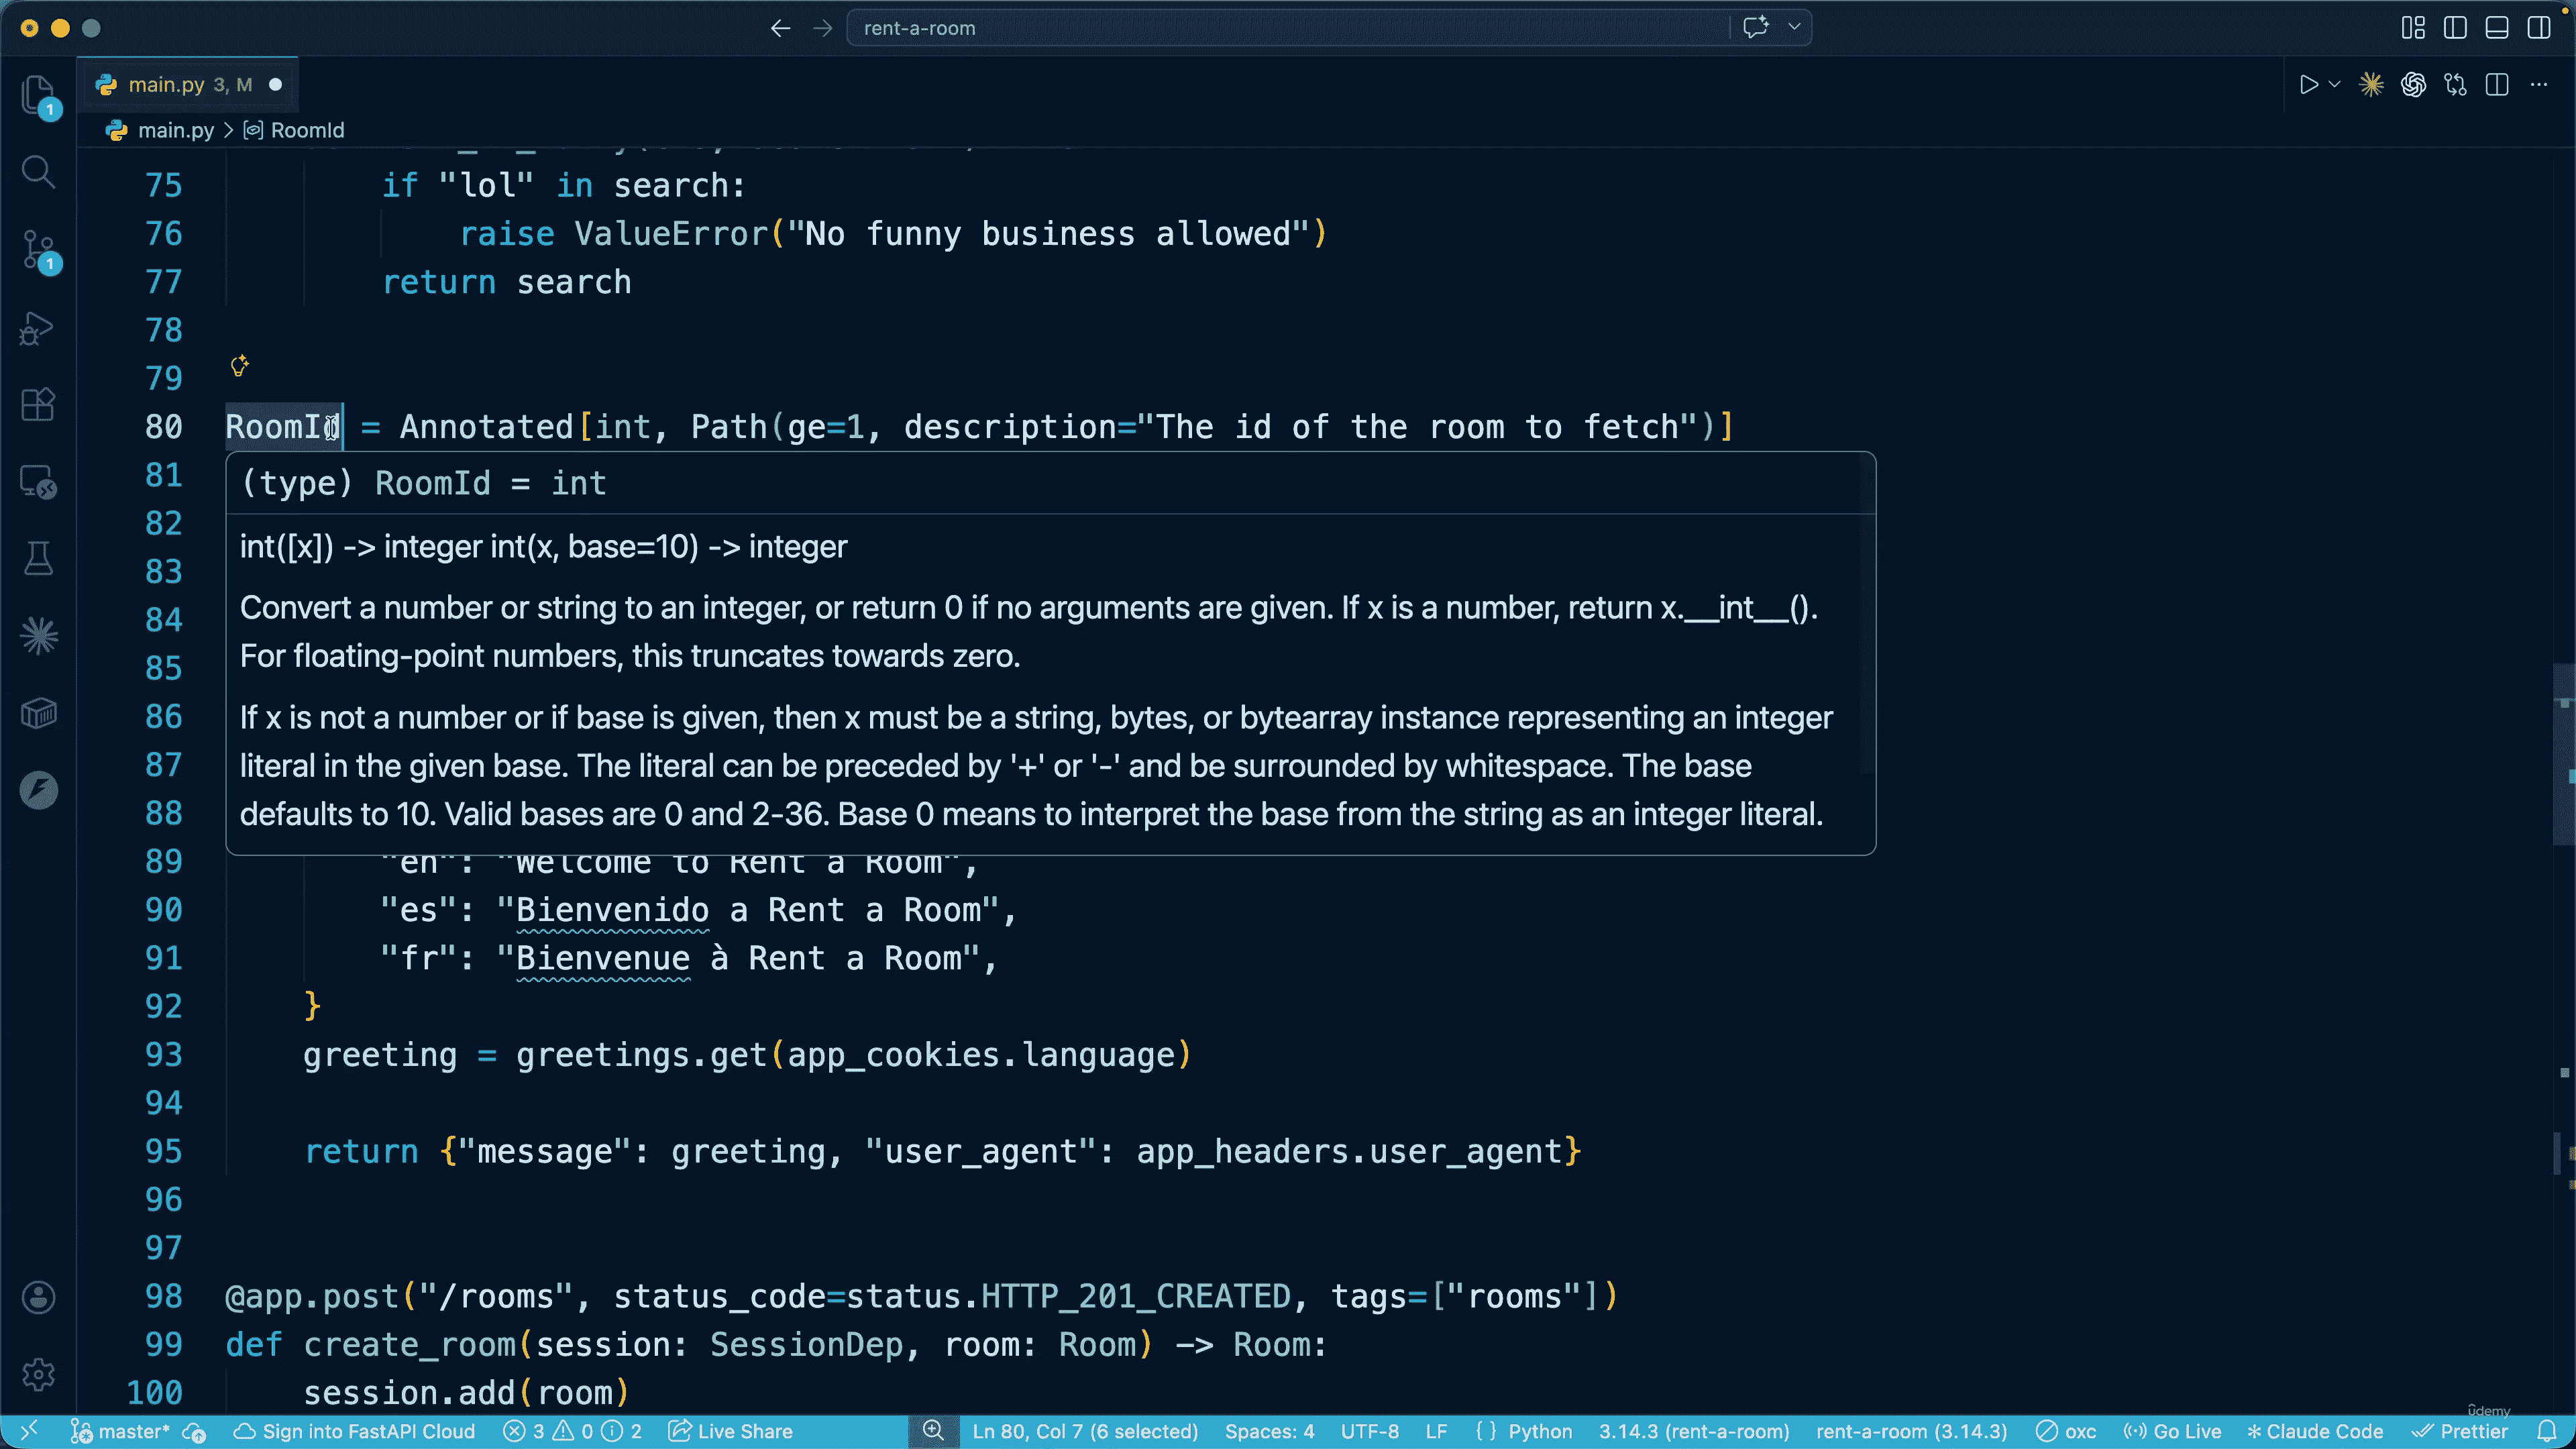 rent-a-room
main.py 3, M
main.py > RoomId
75 if "lol" in search:
76 raise ValueError("No funny business allowed")
77 return search
78
79
80 RoomId = Annotated[int, Path(ge=1, description="The id of the room to fetch")]
81 (type) RoomId = int
82
int([x]) -> integer int(x, base=10) -> integer
83
84 Convert a number or string to an integer, or return 0 if no arguments are given. If x is a number, return x.__int__().
85 For floating-point numbers, this truncates towards zero.
86 If x is not a number or if base is given, then x must be a string, bytes, or bytearray instance representing an integer
87 literal in the given base. The literal can be preceded by '+' or '-' and be surrounded by whitespace. The base
88 defaults to 10. Valid bases are 0 and 2-36. Base 0 means to interpret the base from the string as an integer literal.
89 "en": "Welcome to Rent a Room",
90 "es": "Bienvenido a Rent a Room",
91 "fr": "Bienvenue à Rent a Room",
92 }
93 greeting = greetings.get(app_cookies.language)
94
95 return {"message": greeting, "user_agent": app_headers.user_agent}
96
97
98 @app.post("/rooms", status_code=status.HTTP_201_CREATED, tags=["rooms"])
99 def create_room(session: SessionDep, room: Room) -> Room:
100 session.add(room)
1
1
ûdemy
master* Sign into FastAPI Cloud 3 0 2 Live Share Ln 80, Col 7 (6 selected) Spaces: 4 UTF-8 LF { } Python 3.14.3 (rent-a-room) rent-a-room (3.14.3) oxc Go Live Claude Code Prettier